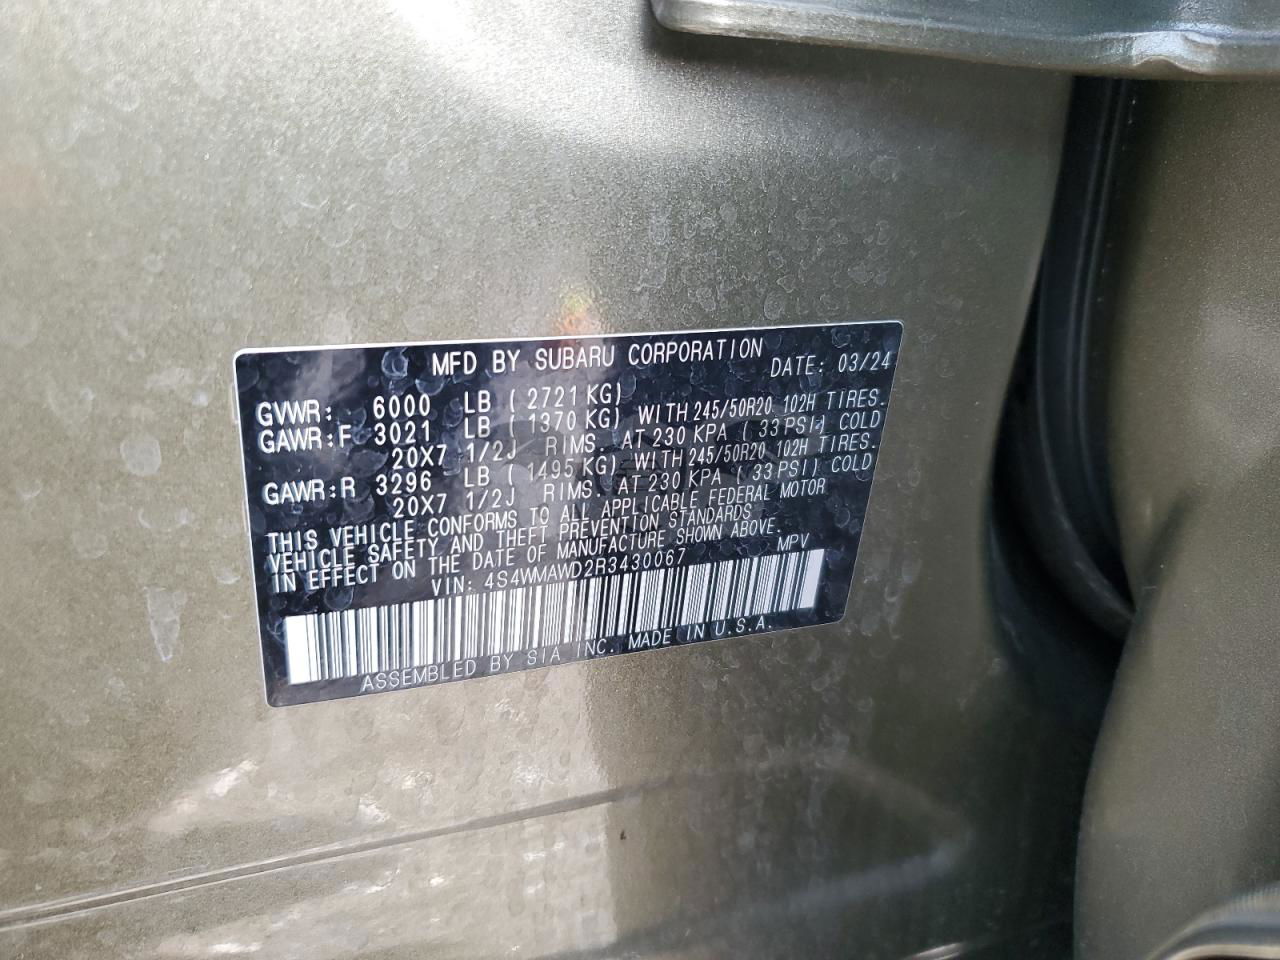 MFD BY SUBARU CORPORATION DATE: 03/24
GVWR: 6000 LB ( 2721 KG)
GAWR:F 3021 LB ( 1370 KG) WITH 245/50R20 102H TIRES.
20X7 1/2J RIMS. AT 230 KPA ( 33 PSI) COLD
GAWR:R 3296 LB ( 1495 KG) WITH 245/50R20 102H TIRES.
20X7 1/2J RIMS. AT 230 KPA ( 33 PSI) COLD
THIS VEHICLE CONFORMS TO ALL APPLICABLE FEDERAL MOTOR
VEHICLE SAFETY AND THEFT PREVENTION STANDARDS
IN EFFECT ON THE DATE OF MANUFACTURE SHOWN ABOVE.
VIN: 4S4WMAWD2R3430067 MPV
ASSEMBLED BY SIA INC. MADE IN U.S.A.